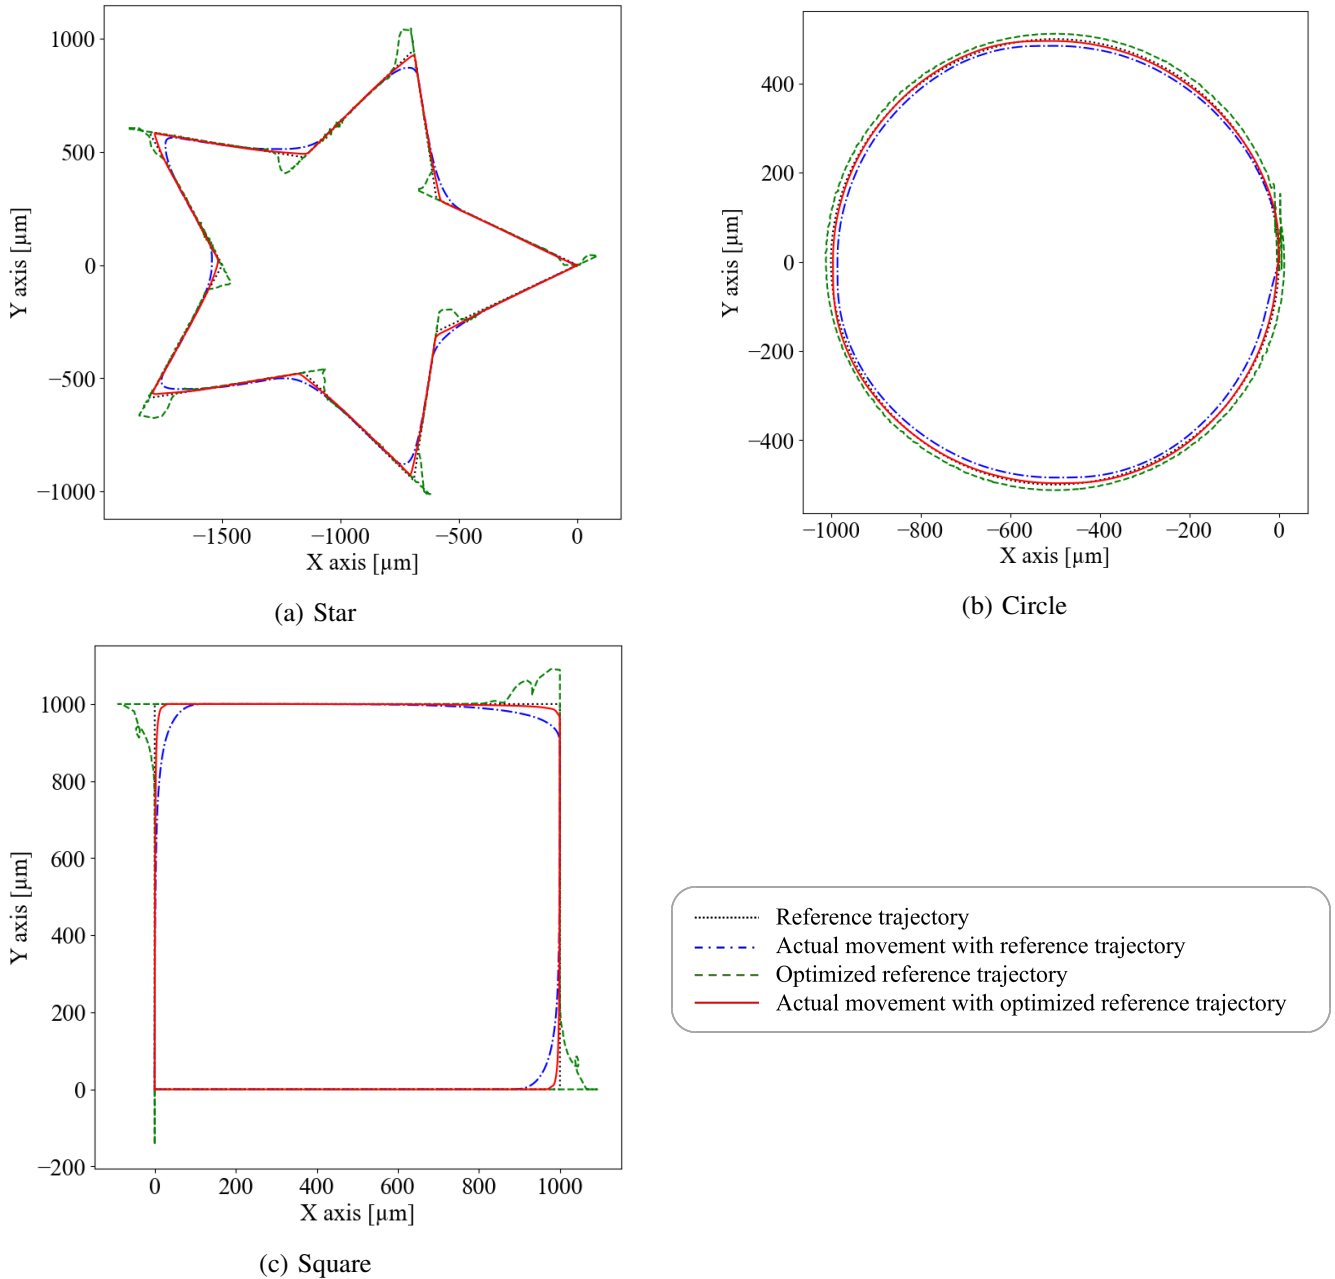 1000
500
0
−500
−1000
Y axis [µm]
−1500 −1000 −500 0
X axis [µm]
(a) Star
400
200
0
−200
−400
Y axis [µm]
−1000 −800 −600 −400 −200 0
X axis [µm]
(b) Circle
1000
800
600
400
200
0
−200
Y axis [µm]
0 200 400 600 800 1000
X axis [µm]
(c) Square
Reference trajectory
Actual movement with reference trajectory
Optimized reference trajectory
Actual movement with optimized reference trajectory